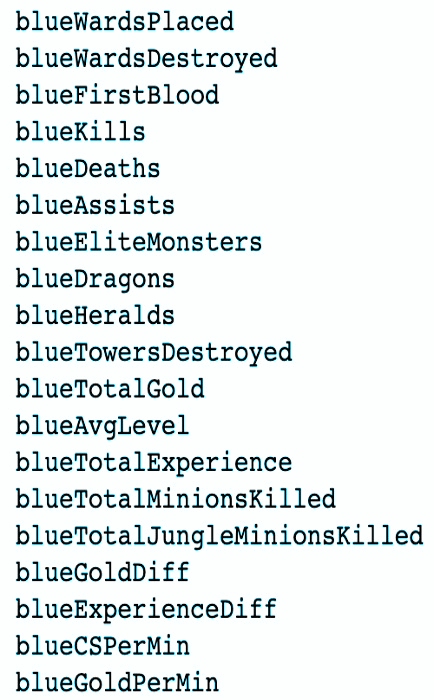 blueWardsPlaced
blueWardsDestroyed
blueFirstBlood
blueKills
blueDeaths
blueAssists
blueEliteMonsters
blueDragons
blueHeralds
blueTowersDestroyed
blueTotalGold
blueAvgLevel
blueTotalExperience
blueTotalMinionsKilled
blueTotalJungleMinionsKilled
blueGoldDiff
blueExperienceDiff
blueCSPerMin
blueGoldPerMin